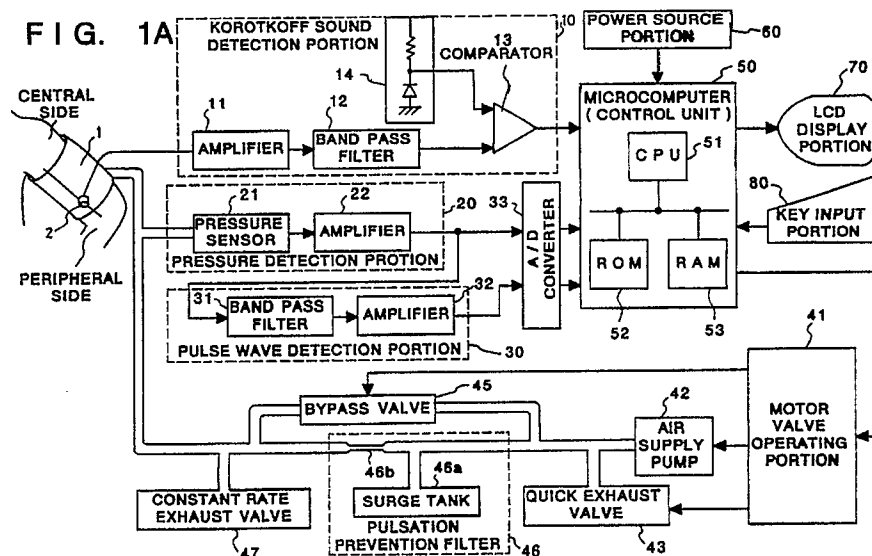 FIG. 1A
KOROTKOFF SOUND
DETECTION PORTION
10
13
COMPARATOR
14
POWER SOURCE
PORTION
60
50
70
CENTRAL
SIDE
1
11
12
AMPLIFIER
BAND PASS
FILTER
MICROCOMPUTER
(CONTROL UNIT)
CPU
51
LCD
DISPLAY
PORTION
80
KEY INPUT
PORTION
2
21
22
20
33
PRESSURE
SENSOR
AMPLIFIER
PRESSURE DETECTION PROTION
A/D
CONVERTER
ROM
RAM
52
53
PERIPHERAL
SIDE
31
32
BAND PASS
FILTER
AMPLIFIER
PULSE WAVE DETECTION PORTION
30
41
45
42
BYPASS VALVE
AIR
SUPPLY
PUMP
MOTOR
VALVE
OPERATING
PORTION
46b
46a
CONSTANT RATE
EXHAUST VALVE
SURGE TANK
QUICK EXHAUST
VALVE
PULSATION
PREVENTION FILTER
47
46
43